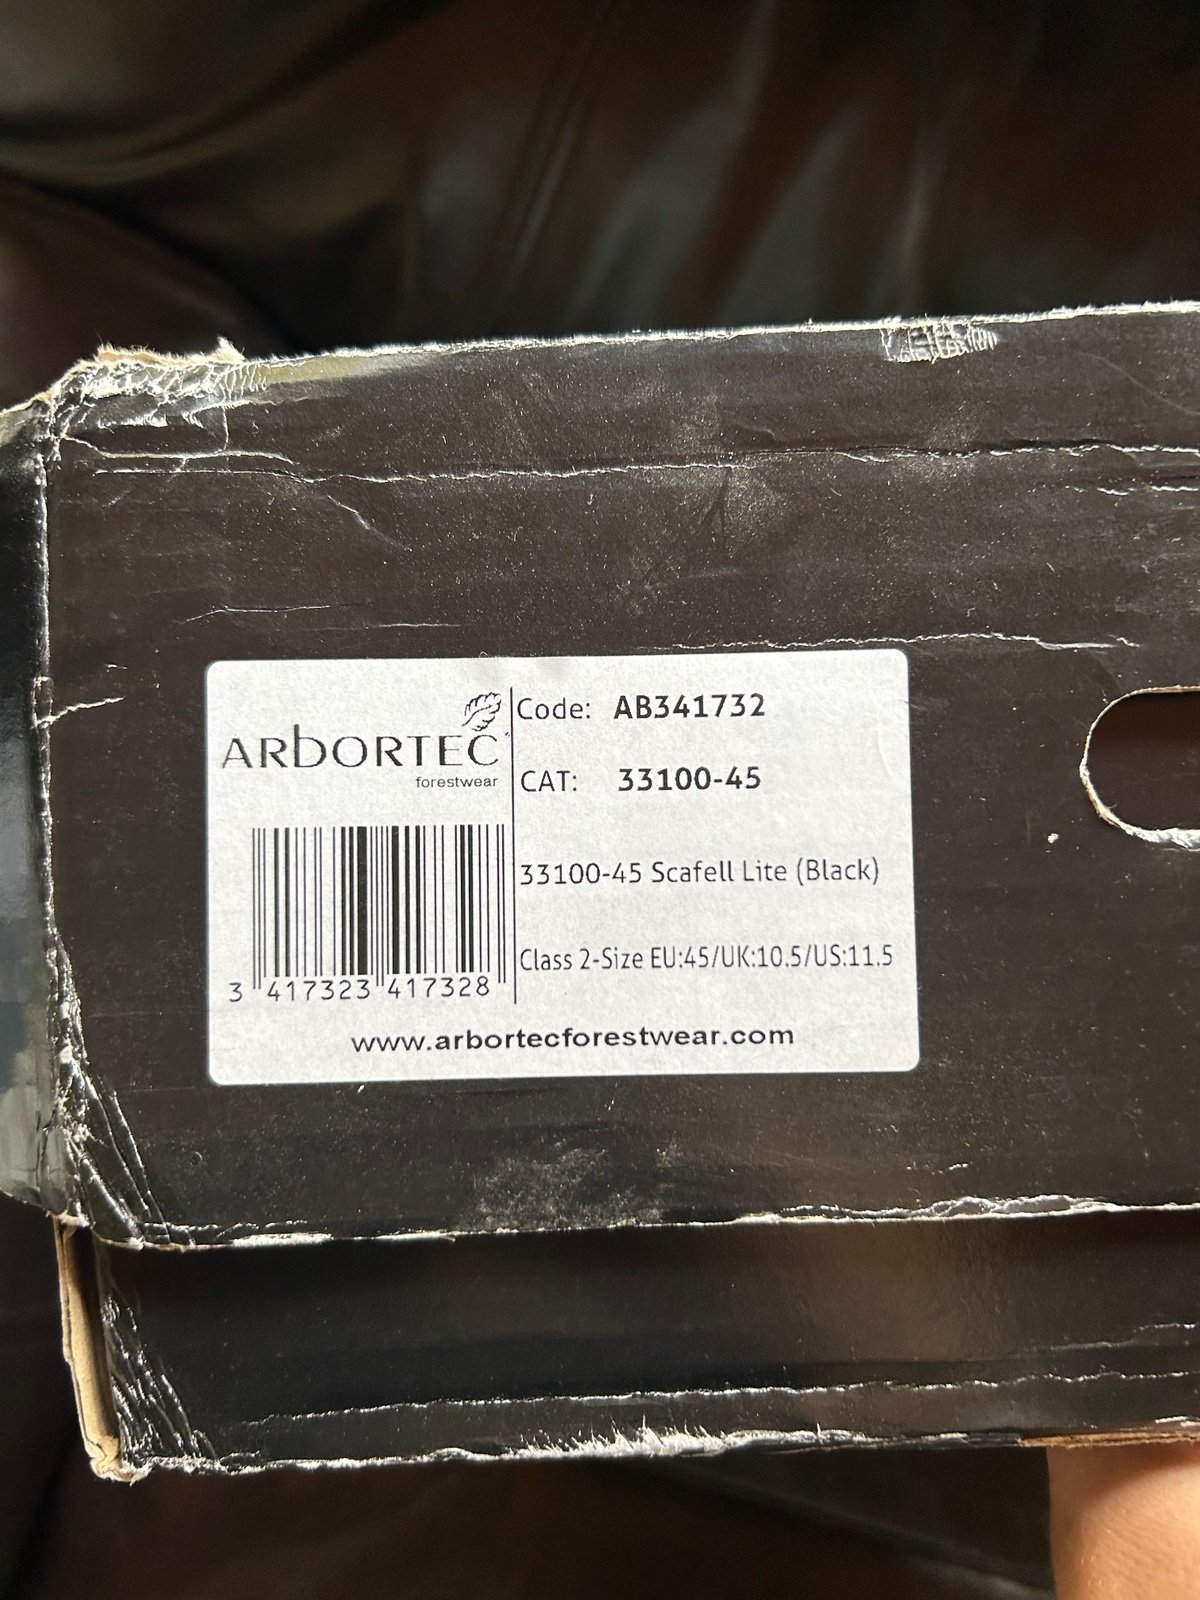 ARBORTEC
forestwear
Code: AB341732
CAT: 33100-45
33100-45 Scafell Lite (Black)
Class 2-Size EU:45/UK:10.5/US:11.5
3 417323 417328
www.arbortecforestwear.com